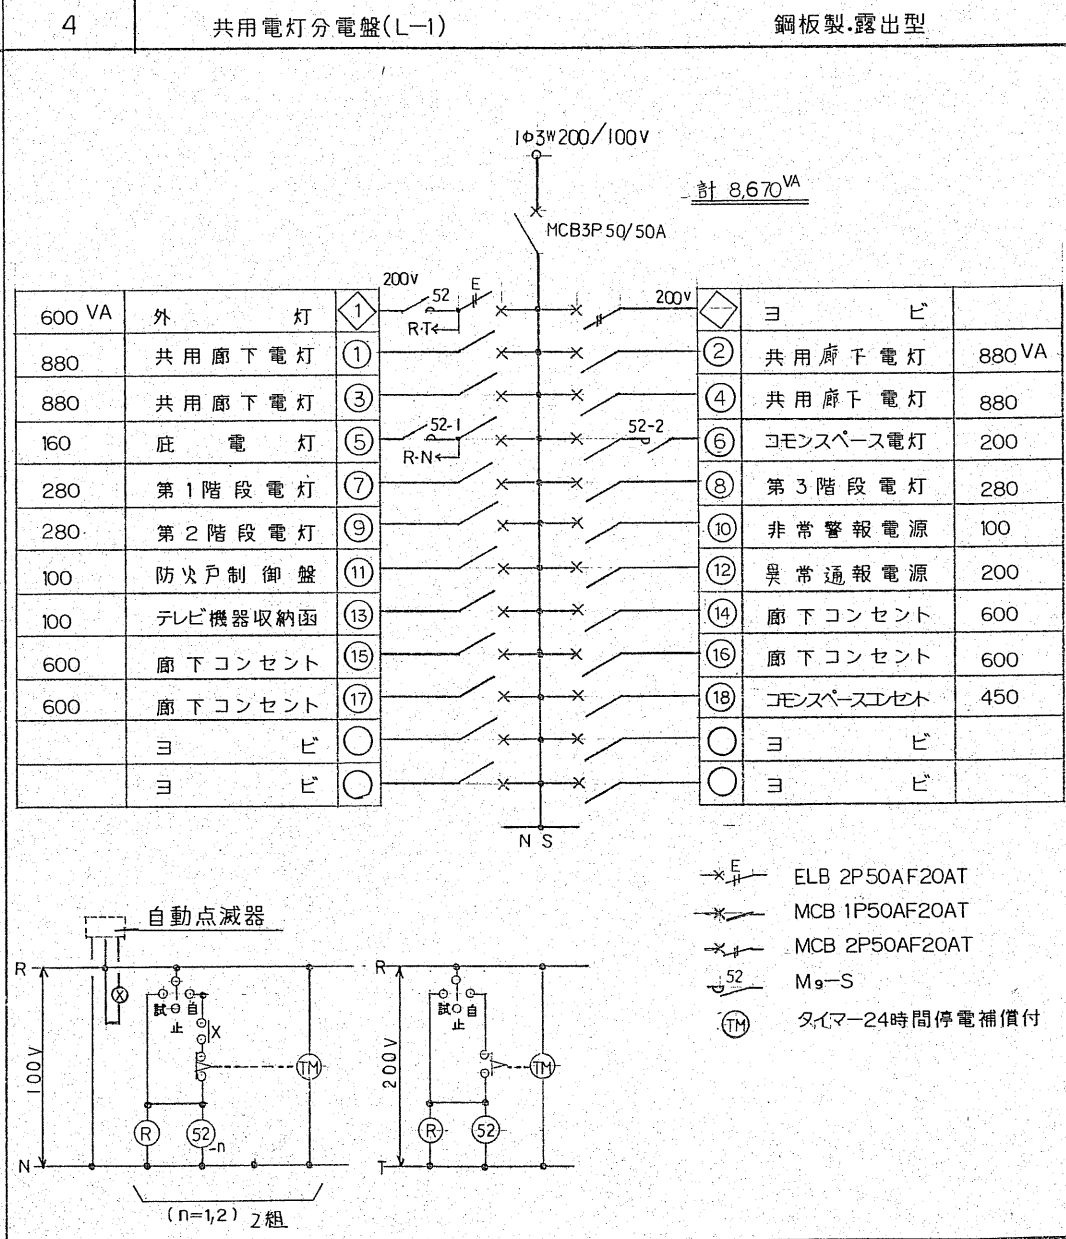 4 共用電灯分電盤(L-1) 鋼板製.露出型
1Φ3W200/100V
計 8,670VA
MCB3P 50/50A
200V 52 E 200V
R・T
600 VA 外灯 1 ヨビ
880 共用廊下電灯 1 2 共用廊下電灯 880VA
880 共用廊下電灯 3 4 共用廊下電灯 880
160 庇電灯 5 52-1 52-2 6 コモンスペース電灯 200
R・N
280 第1階段電灯 7 8 第3階段電灯 280
280 第2階段電灯 9 10 非常警報電源 100
100 防火戸制御盤 11 12 異常通報電源 200
100 テレビ機器収納函 13 14 廊下コンセント 600
600 廊下コンセント 15 16 廊下コンセント 600
600 廊下コンセント 17 18 コモンスペースコンセント 450
ヨビ ヨビ
ヨビ ヨビ
N S
E ELB 2P50AF20AT
MCB 1P50AF20AT
MCB 2P50AF20AT
52 M9-S
TM タイマー24時間停電補償付
自動点滅器
R R
X 試 自 試 自
止 X 止
100V TM 200V TM
R 52-n R 52
N T
(n=1,2) 2組